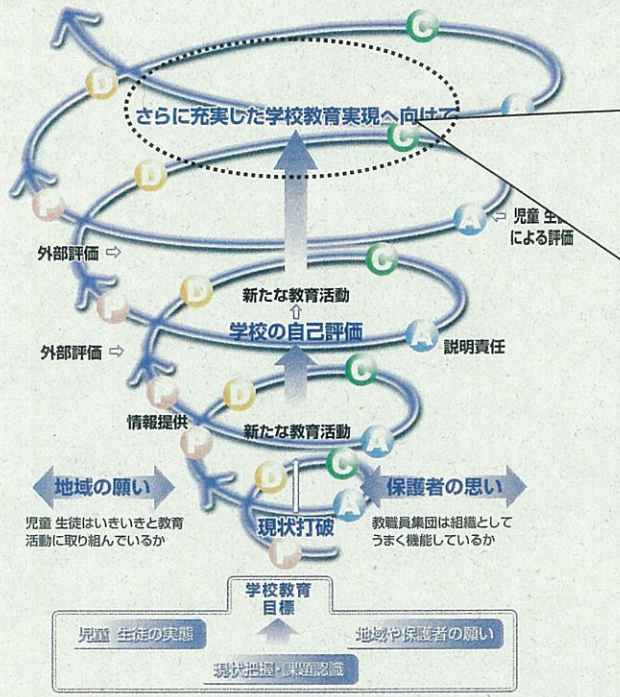 C
D
さらに充実した学校教育実現へ向けて
A
C
D
P
A
児童 生徒
による評価
外部評価
C
D
新たな教育活動
P
学校の自己評価
A
説明責任
外部評価
C
D
P
情報提供
新たな教育活動
A
P
C
D
地域の願い
保護者の思い
A
児童 生徒はいきいきと教育
活動に取り組んでいるか
現状打破
教職員集団は組織として
うまく機能しているか
P
学校教育
目標
児童 生徒の実態
地域や保護者の願い
現状把握・課題認識